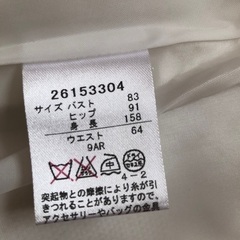 26153304
サイズ バスト 83
ヒップ 91
身長 158
ウエスト 64
9AR
4-2
突起物との摩擦により糸が引
きつれることがありますので、
アクセサリーやバッグの金具